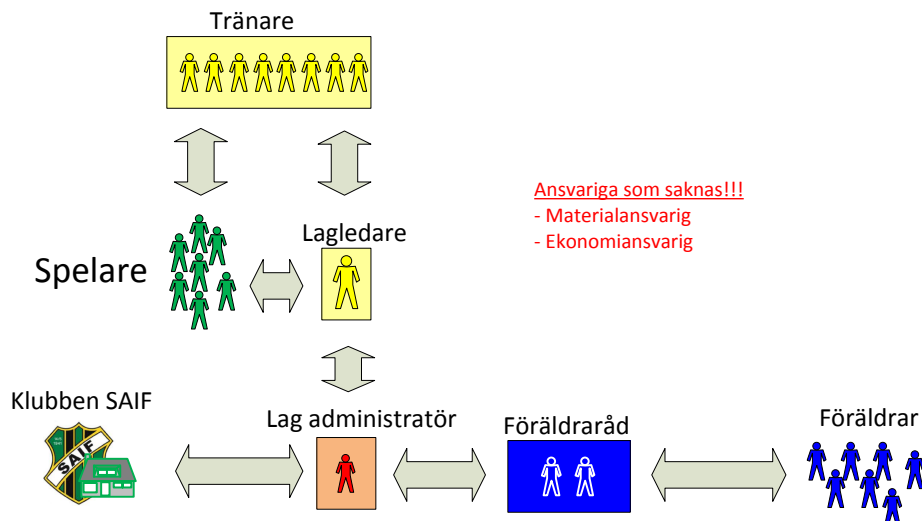 Tränare
Ansvariga som saknas!!!
- Materialansvarig
- Ekonomiansvarig
Lagledare
Spelare
Klubben SAIF
Lag administratör
Föräldraråd
Föräldrar
SAIF